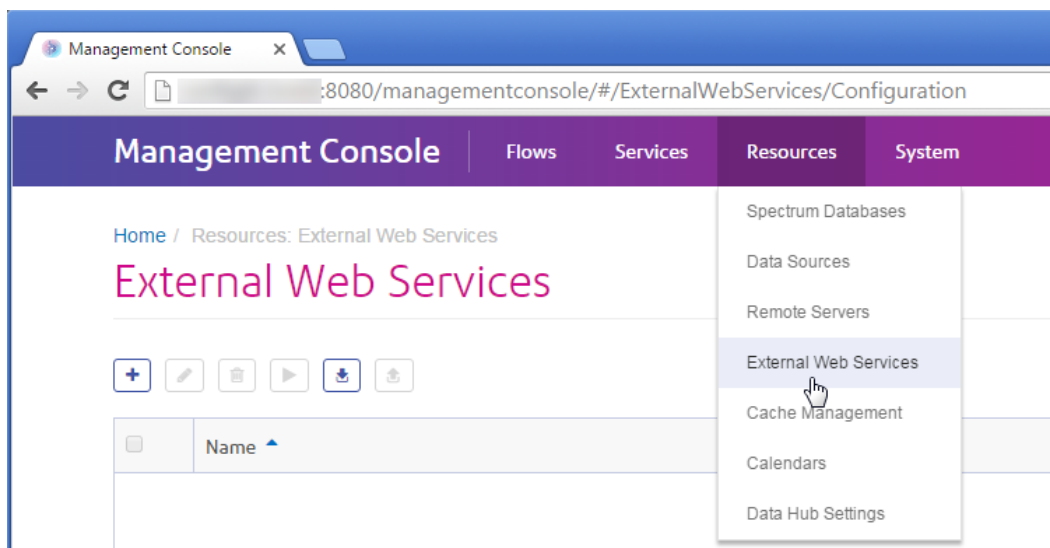 Management Console
:8080/managementconsole/#/ExternalWebServices/Configuration
Management Console Flows Services Resources System
Home / Resources: External Web Services
External Web Services
Name
Spectrum Databases
Data Sources
Remote Servers
External Web Services
Cache Management
Calendars
Data Hub Settings